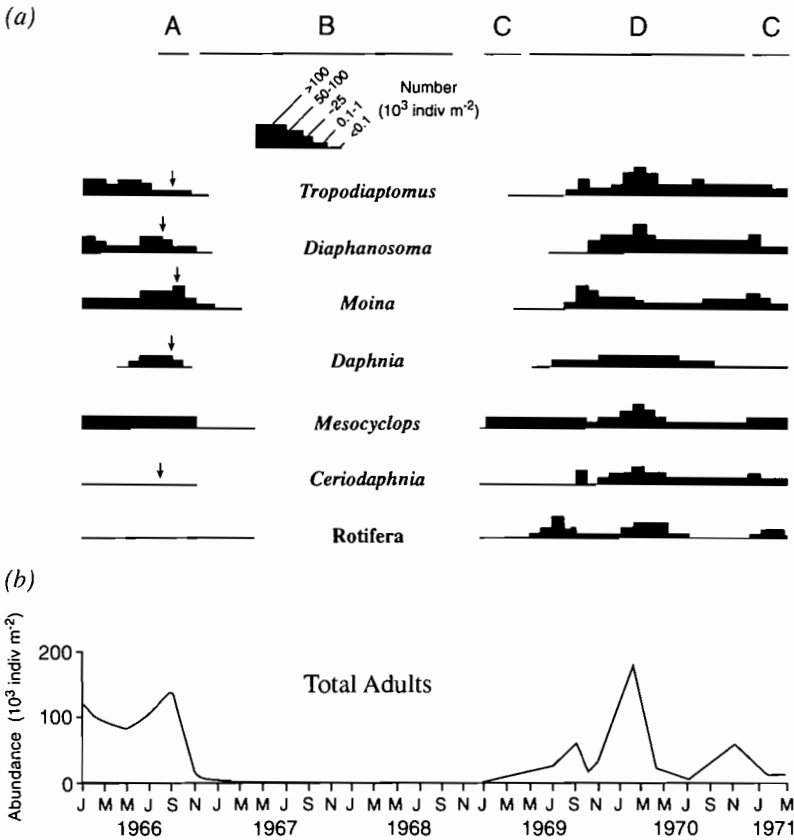 (a)
A B C D C
>100
50-100
-25
0.1-1
<0.1
Number
(10³ indiv m⁻²)
Tropodiaptomus
Diaphanosoma
Moina
Daphnia
Mesocyclops
Ceriodaphnia
Rotifera
(b)
Abundance (10³ indiv m⁻²)
200
100
0
Total Adults
J M M J S N J M M J S N J M M J S N J M M J S N J M M J S N J M
1966 1967 1968 1969 1970 1971